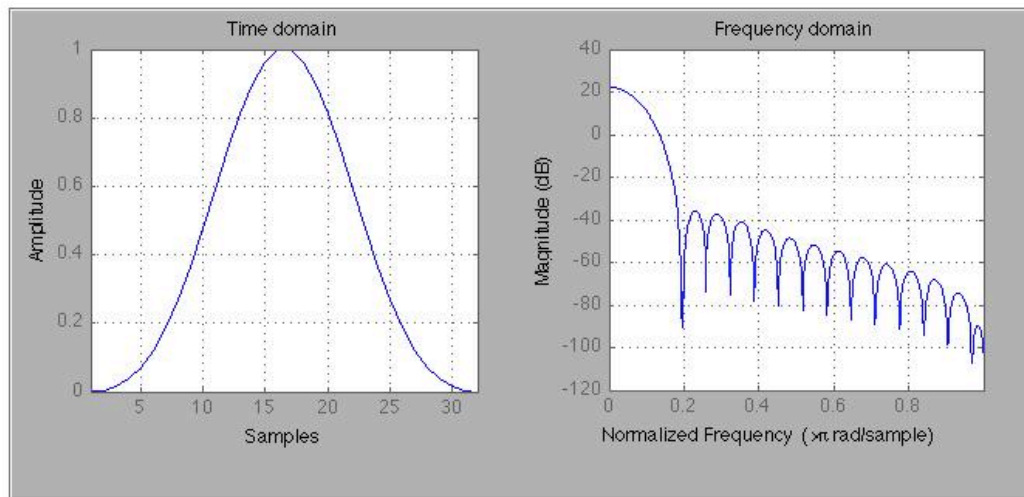 Time domain
1
0.8
0.6
0.4
0.2
0
Amplitude
5 10 15 20 25 30
Samples
Frequency domain
40
20
0
-20
-40
-60
-80
-100
-120
Magnitude (dB)
0 0.2 0.4 0.6 0.8
Normalized Frequency (×π rad/sample)